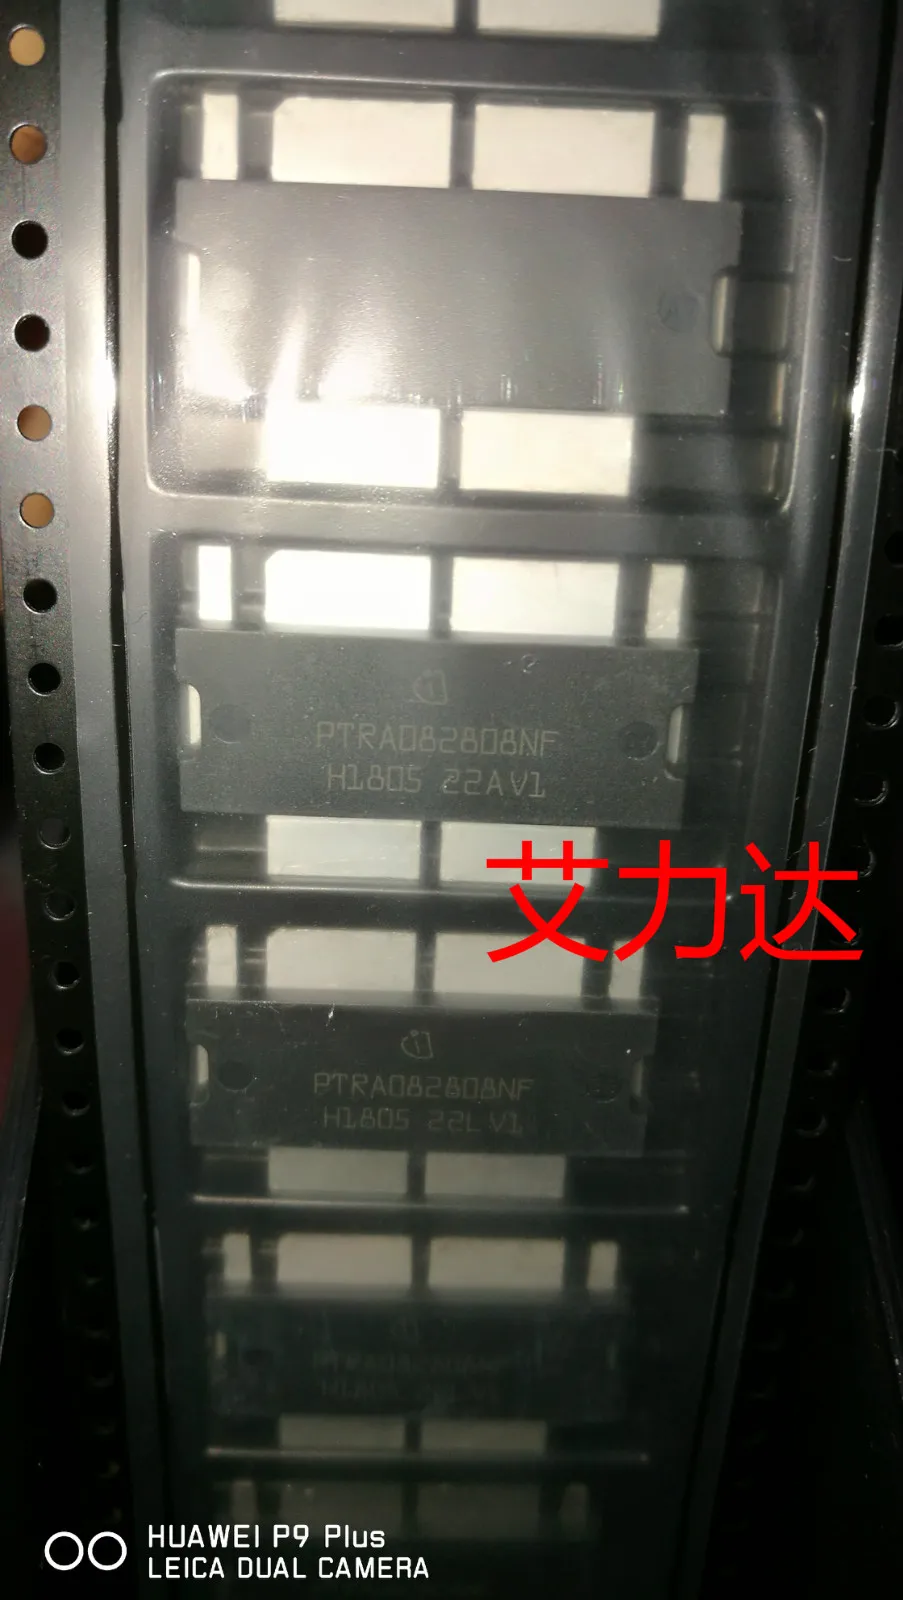 PTRA082808NF
H1805 22AV1
艾力达
PTRA082808NF
H1805 22L V1
HUAWEI P9 Plus
LEICA DUAL CAMERA